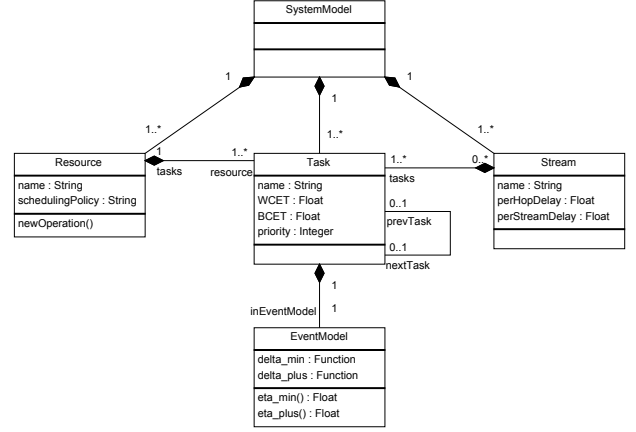 SystemModel
1
1
1
1..*
1..*
1..*
Resource
name : String
schedulingPolicy : String
newOperation()
1
tasks
1..*
resource
Task
name : String
WCET : Float
BCET : Float
priority : Integer
1..*
tasks
0..*
0..1
prevTask
0..1
nextTask
Stream
name : String
perHopDelay : Float
perStreamDelay : Float
1
inEventModel
1
EventModel
delta_min : Function
delta_plus : Function
eta_min() : Float
eta_plus() : Float